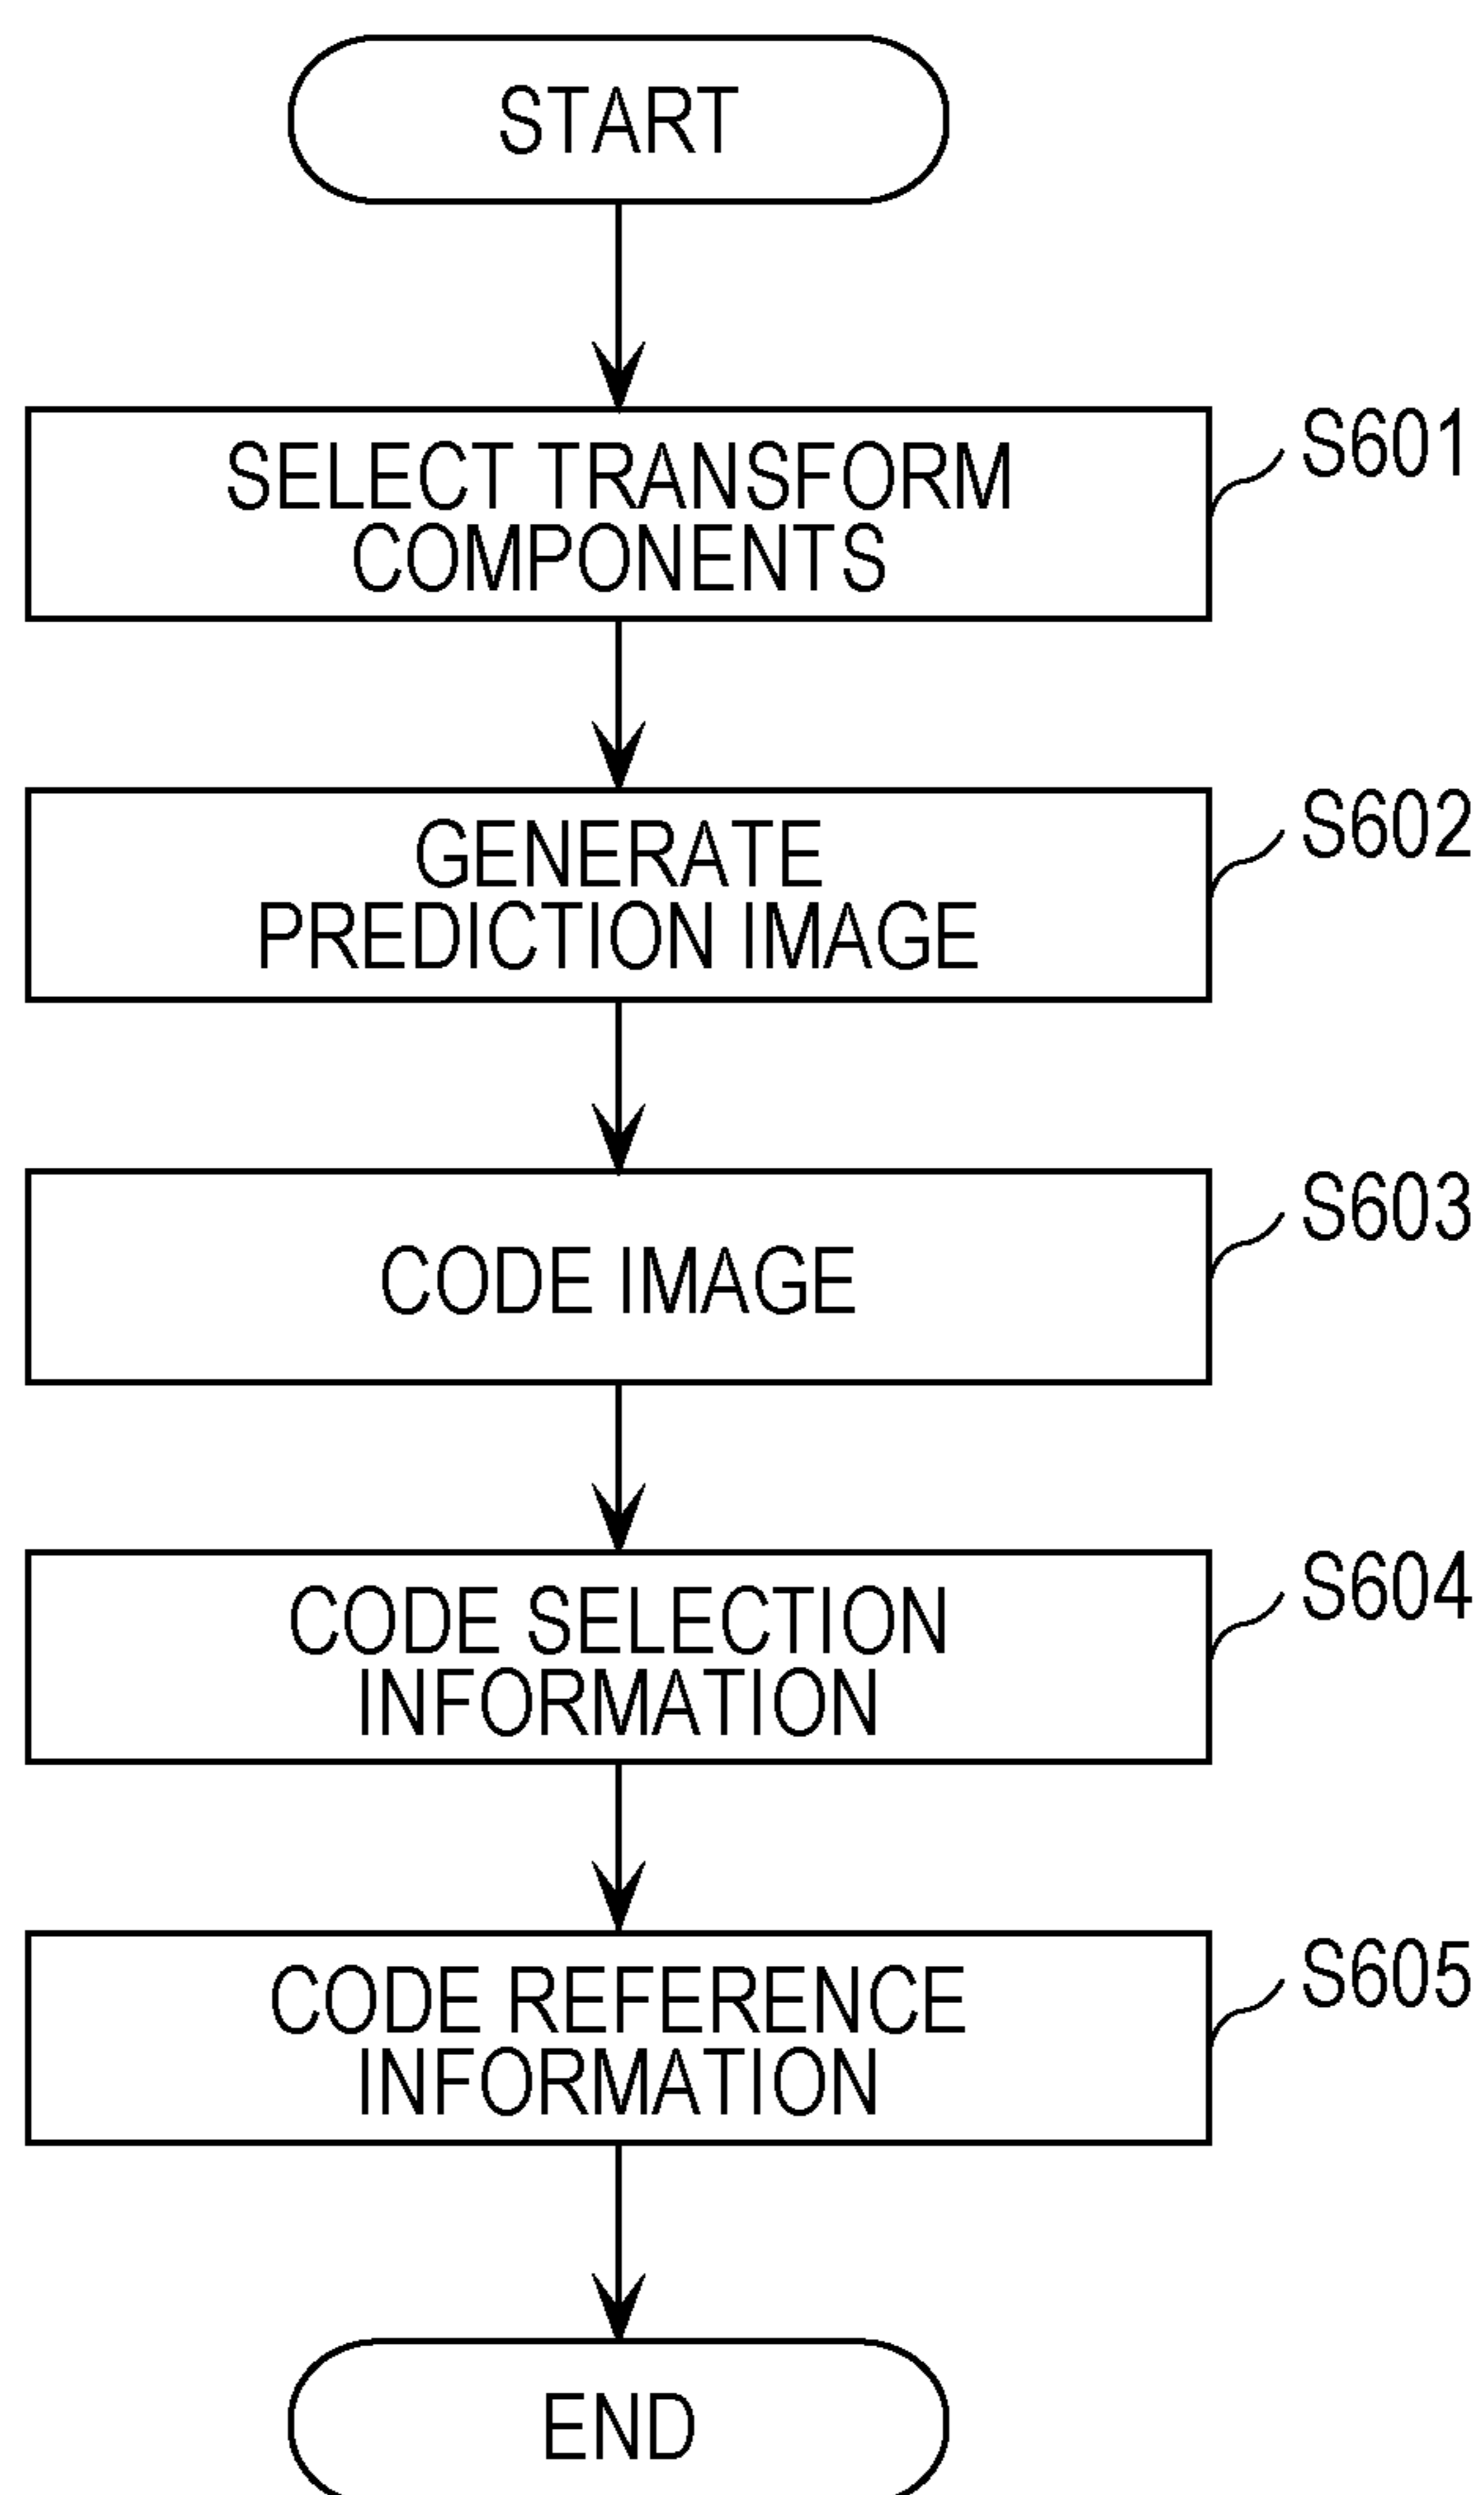 START
SELECT TRANSFORM
COMPONENTS
S601
GENERATE
PREDICTION IMAGE
S602
CODE IMAGE
S603
CODE SELECTION
INFORMATION
S604
CODE REFERENCE
INFORMATION
S605
END